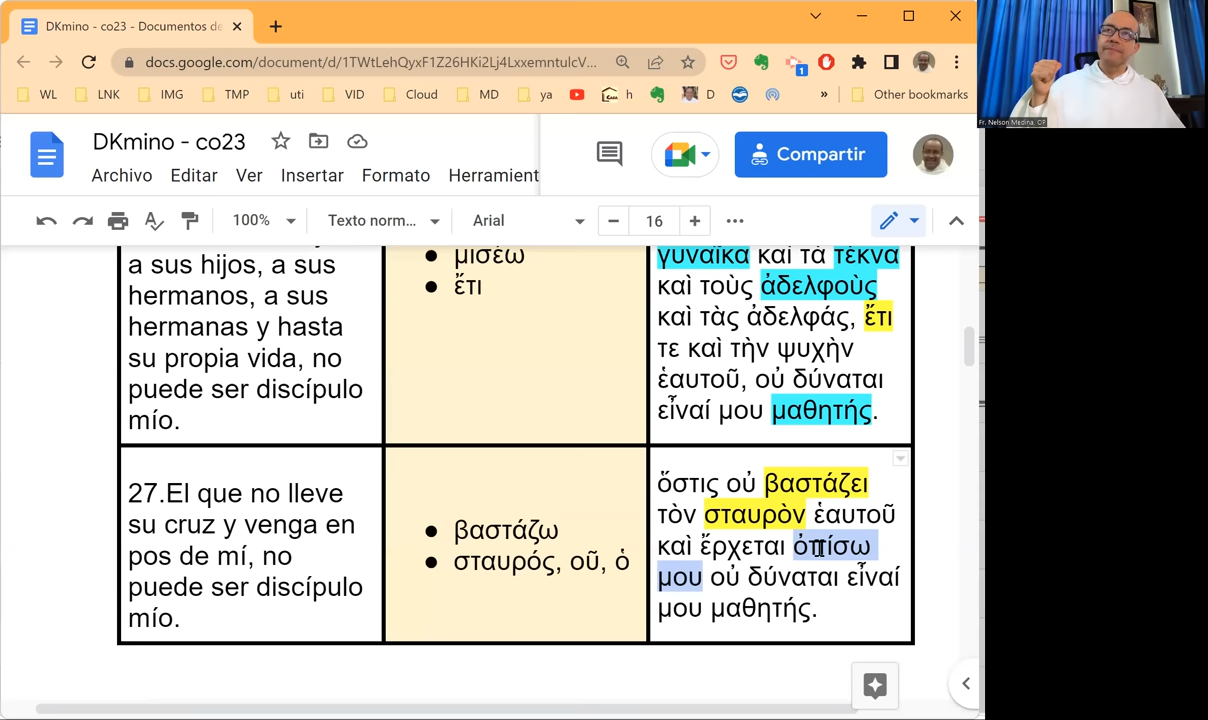 DKmino - co23 - Documentos de
docs.google.com/document/d/1TWtLehQyxF1Z26HKi2Lj4LxxemntulcV...
WL
LNK
IMG
TMP
uti
VID
Cloud
MD
ya
h
D
»
Other bookmarks
1
Fr. Nelson Medina, OP
DKmino - co23
Archivo Editar Ver Insertar Formato Herramient
Compartir
100%
Texto norm...
Arial
16
a sus hijos, a sus
hermanos, a sus
hermanas y hasta
su propia vida, no
puede ser discípulo
mío.
μισέω
ἔτι
γυναῖκα καὶ τὰ τέκνα
καὶ τοὺς ἀδελφοὺς
καὶ τὰς ἀδελφάς, ἔτι
τε καὶ τὴν ψυχὴν
ἑαυτοῦ, οὐ δύναται
εἶναί μου μαθητής.
27.El que no lleve
su cruz y venga en
pos de mí, no
puede ser discípulo
mío.
βαστάζω
σταυρός, οῦ, ὁ
ὅστις οὐ βαστάζει
τὸν σταυρὸν ἑαυτοῦ
καὶ ἔρχεται ὀπίσω
μου οὐ δύναται εἶναί
μου μαθητής.